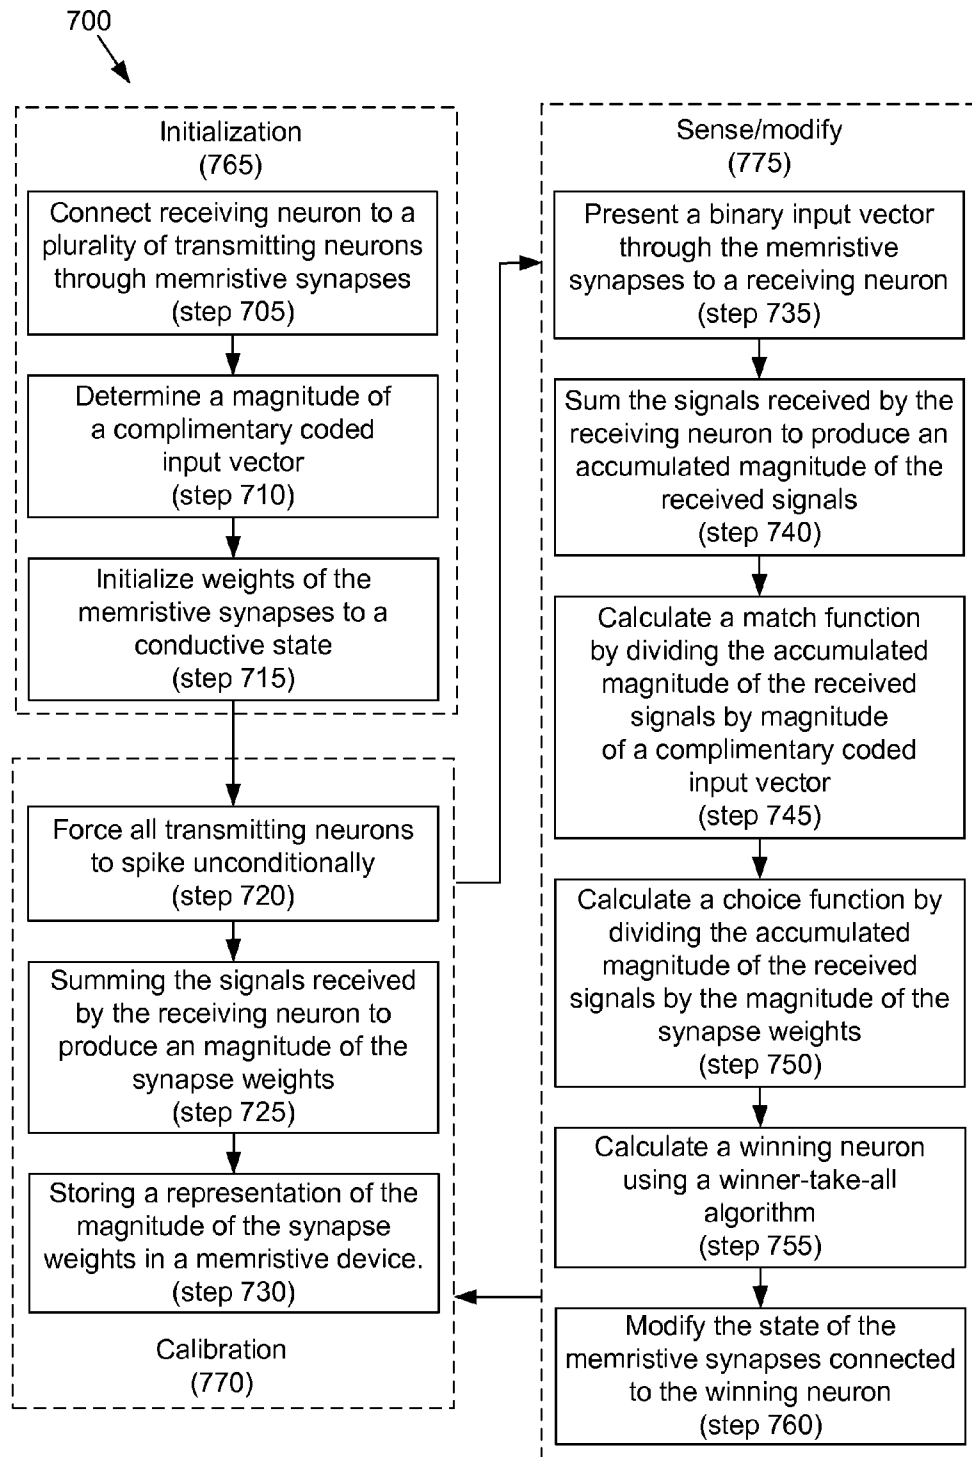 700
Initialization
(765)
Connect receiving neuron to a
plurality of transmitting neurons
through memristive synapses
(step 705)
Determine a magnitude of
a complimentary coded
input vector
(step 710)
Initialize weights of the
memristive synapses to a
conductive state
(step 715)
Force all transmitting neurons
to spike unconditionally
(step 720)
Summing the signals received
by the receiving neuron to
produce an magnitude of the
synapse weights
(step 725)
Storing a representation of the
magnitude of the synapse
weights in a memristive device.
(step 730)
Calibration
(770)
Sense/modify
(775)
Present a binary input vector
through the memristive
synapses to a receiving neuron
(step 735)
Sum the signals received by the
receiving neuron to produce an
accumulated magnitude of the
received signals
(step 740)
Calculate a match function
by dividing the accumulated
magnitude of the received
signals by magnitude
of a complimentary coded
input vector
(step 745)
Calculate a choice function by
dividing the accumulated
magnitude of the received
signals by the magnitude of the
synapse weights
(step 750)
Calculate a winning neuron
using a winner-take-all
algorithm
(step 755)
Modify the state of the
memristive synapses connected
to the winning neuron
(step 760)